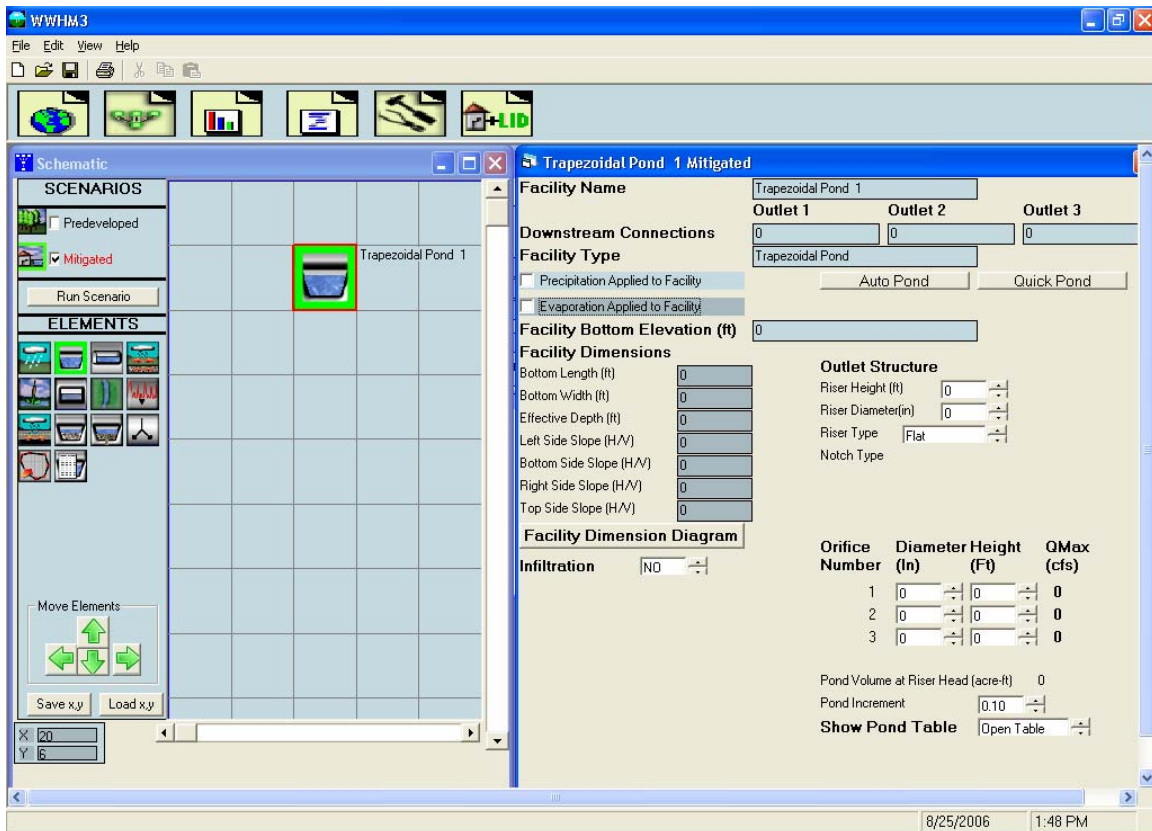 WWHM3
File Edit View Help
+LID
Schematic
SCENARIOS
Predeveloped
Mitigated
Run Scenario
ELEMENTS
Move Elements
Save x,y Load x,y
X 20
Y 6
Trapezoidal Pond 1
Trapezoidal Pond 1 Mitigated
Facility Name Trapezoidal Pond 1
Outlet 1 Outlet 2 Outlet 3
Downstream Connections 0 0 0
Facility Type Trapezoidal Pond
Precipitation Applied to Facility Auto Pond Quick Pond
Evaporation Applied to Facility
Facility Bottom Elevation (ft) 0
Facility Dimensions
Bottom Length (ft) 0
Bottom Width (ft) 0
Effective Depth (ft) 0
Left Side Slope (H/V) 0
Bottom Side Slope (H/V) 0
Right Side Slope (H/V) 0
Top Side Slope (H/V) 0
Facility Dimension Diagram
Infiltration NO
Outlet Structure
Riser Height (ft) 0
Riser Diameter(in) 0
Riser Type Flat
Notch Type
Orifice Diameter Height QMax
Number (In) (Ft) (cfs)
1 0 0 0
2 0 0 0
3 0 0 0
Pond Volume at Riser Head (acre-ft) 0
Pond Increment 0.10
Show Pond Table Open Table
8/25/2006 1:48 PM